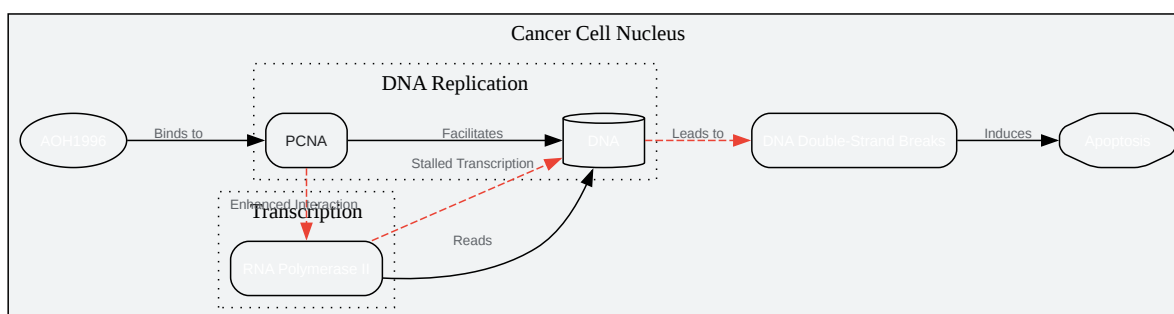 Cancer Cell Nucleus
DNA Replication
AOH1996
Binds to
PCNA
Facilitates
DNA
Leads to
DNA Double-Strand Breaks
Induces
Apoptosis
Stalled Transcription
Enhanced Interaction
Transcription
Reads
RNA Polymerase II